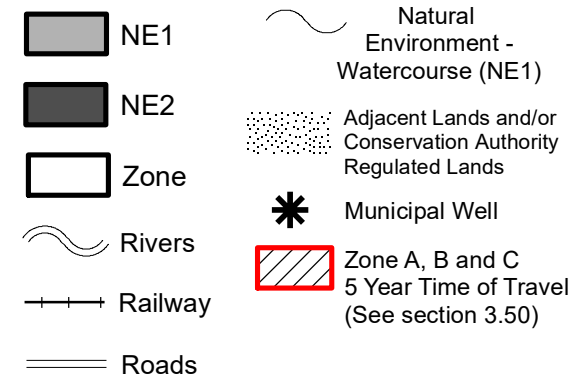 NE1
NE2
Zone
Rivers
Railway
Roads
Natural
Environment -
Watercourse (NE1)
Adjacent Lands and/or
Conservation Authority
Regulated Lands
Municipal Well
Zone A, B and C
5 Year Time of Travel
(See section 3.50)